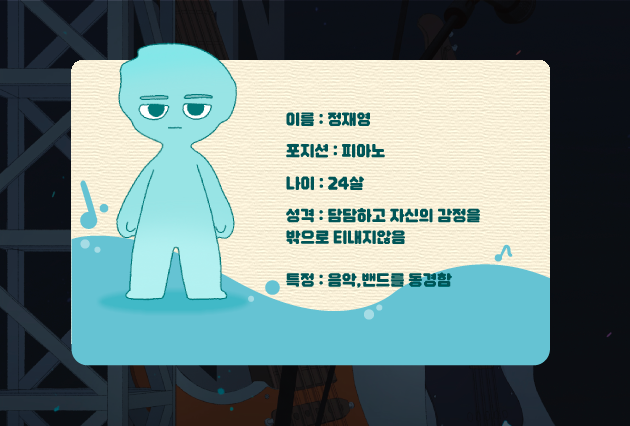 이름 : 정재영
포지션 : 피아노
나이 : 24살
성격 : 담담하고 자신의 감정을
밖으로 티내지않음
특정 : 음악,밴드를 동경함